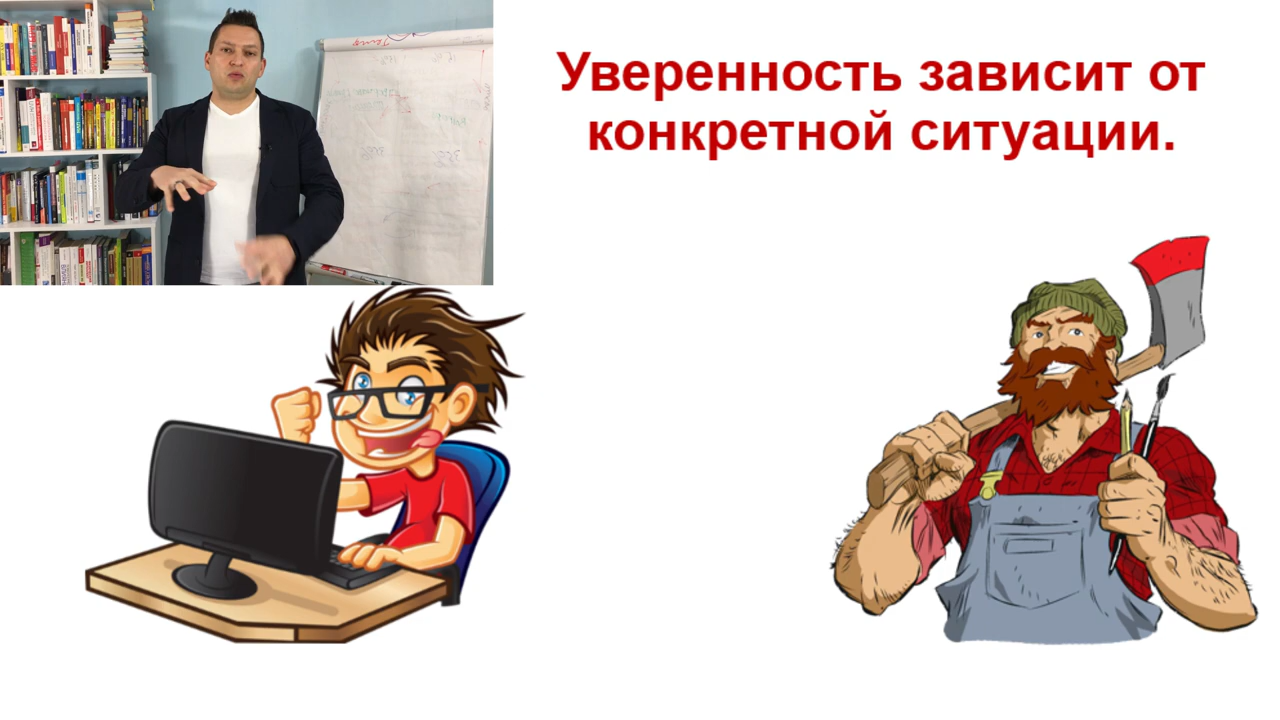 Уверенность зависит от
конкретной ситуации.